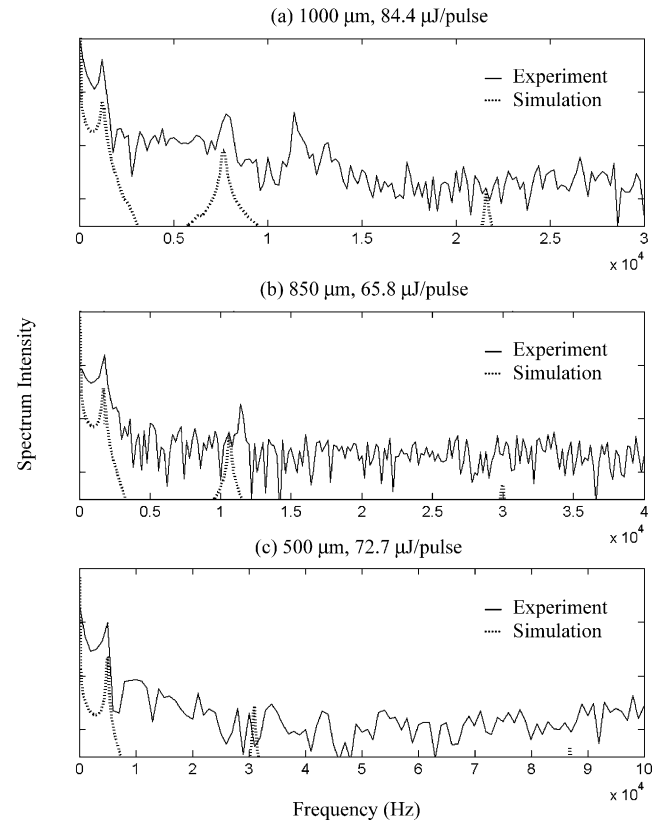 (a) 1000 μm, 84.4 μJ/pulse
Experiment
Simulation
0 0.5 1 1.5 2 2.5 3
x 10^4
(b) 850 μm, 65.8 μJ/pulse
Spectrum Intensity
Experiment
Simulation
0 0.5 1 1.5 2 2.5 3 3.5 4
x 10^4
(c) 500 μm, 72.7 μJ/pulse
Experiment
Simulation
0 1 2 3 4 5 6 7 8 9 10
x 10^4
Frequency (Hz)